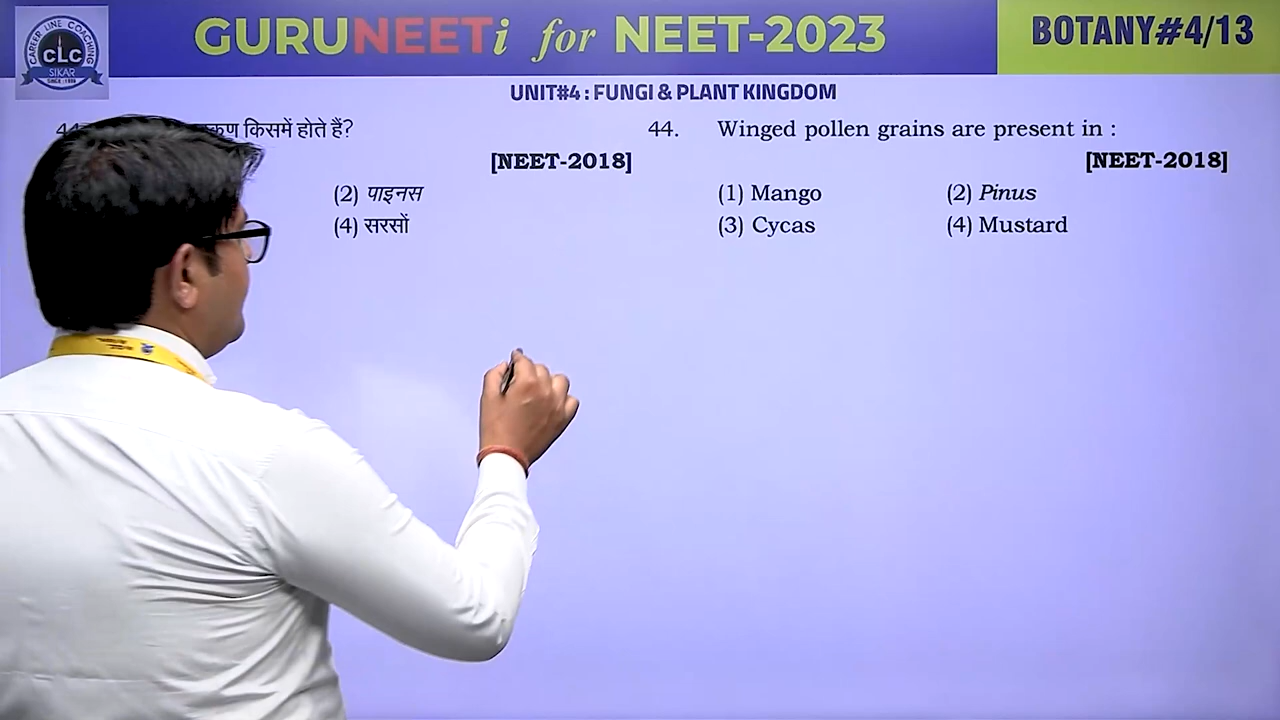 GURUNEETi for NEET-2023
BOTANY#4/13
CAREER LINE COACHING
CLC
SIKAR
UNIT#4 : FUNGI & PLANT KINGDOM
किसमें होते हैं?
[NEET-2018]
(2) पाइनस
(4) सरसों
44. Winged pollen grains are present in :
[NEET-2018]
(1) Mango (2) Pinus
(3) Cycas (4) Mustard